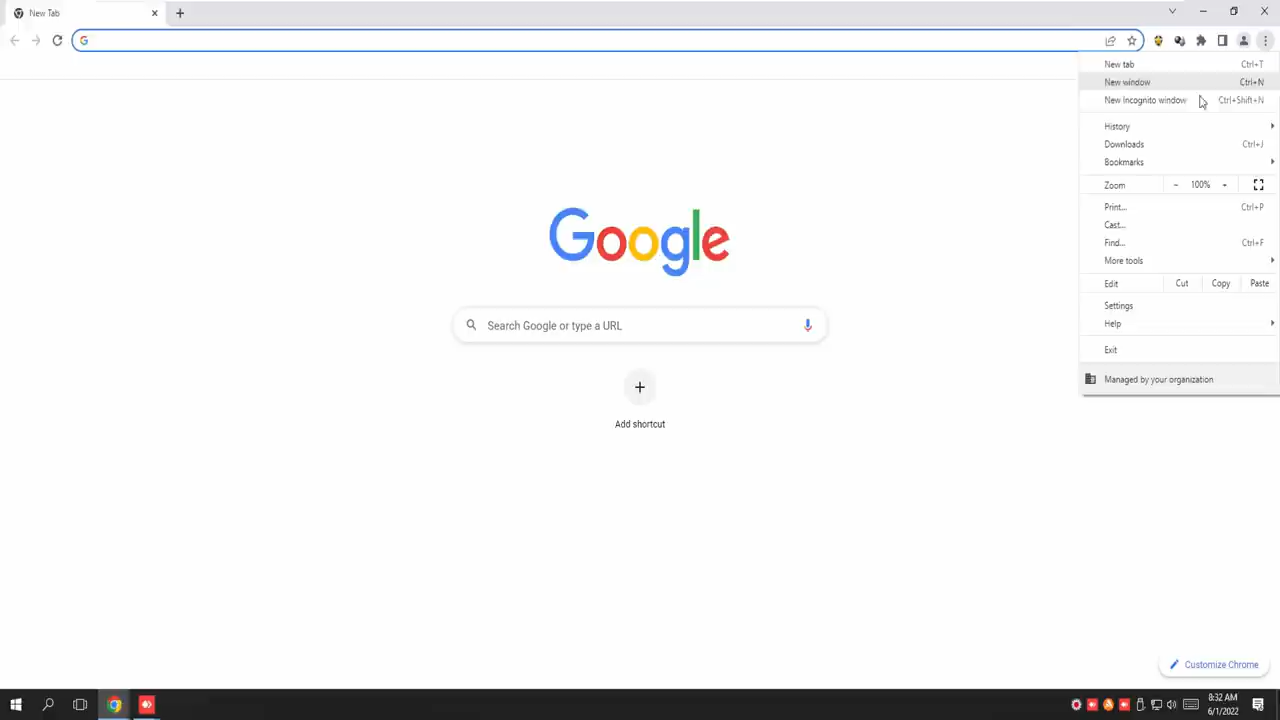 New Tab
New tab Ctrl+T
New window Ctrl+N
New Incognito window Ctrl+Shift+N
History
Downloads Ctrl+J
Bookmarks
Zoom - 100% +
Print... Ctrl+P
Cast...
Find... Ctrl+F
More tools
Edit Cut Copy Paste
Settings
Help
Exit
Managed by your organization
Google
Search Google or type a URL
Add shortcut
Customize Chrome
8:32 AM
6/1/2022